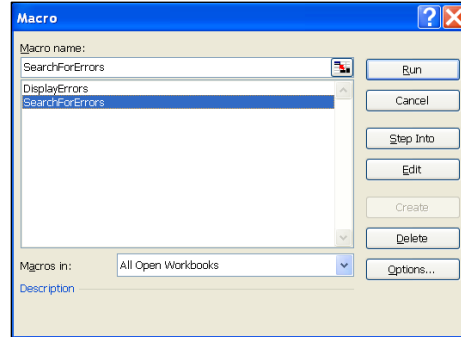 Macro
Macro name:
SearchForErrors
Run
DisplayErrors
SearchForErrors
Cancel
Step Into
Edit
Create
Delete
Macros in: All Open Workbooks
Options...
Description